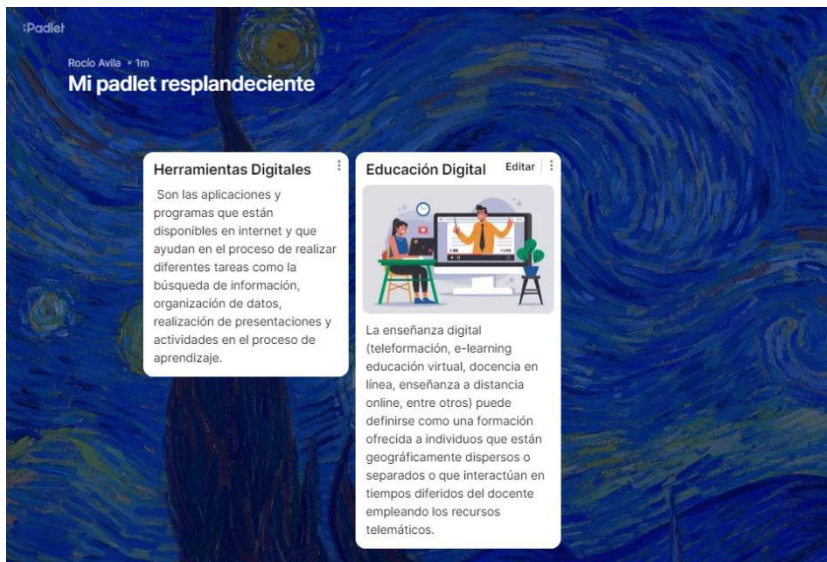 :Padlet
Rocío Avila • 1m
Mi padlet resplandeciente
Herramientas Digitales
Son las aplicaciones y
programas que están
disponibles en internet y que
ayudan en el proceso de realizar
diferentes tareas como la
búsqueda de información,
organización de datos,
realización de presentaciones y
actividades en el proceso de
aprendizaje.
Educación Digital
Editar
La enseñanza digital
(teleformación, e-learning
educación virtual, docencia en
línea, enseñanza a distancia
online, entre otros) puede
definirse como una formación
ofrecida a individuos que están
geográficamente dispersos o
separados o que interactúan en
tiempos diferidos del docente
empleando los recursos
telemáticos.